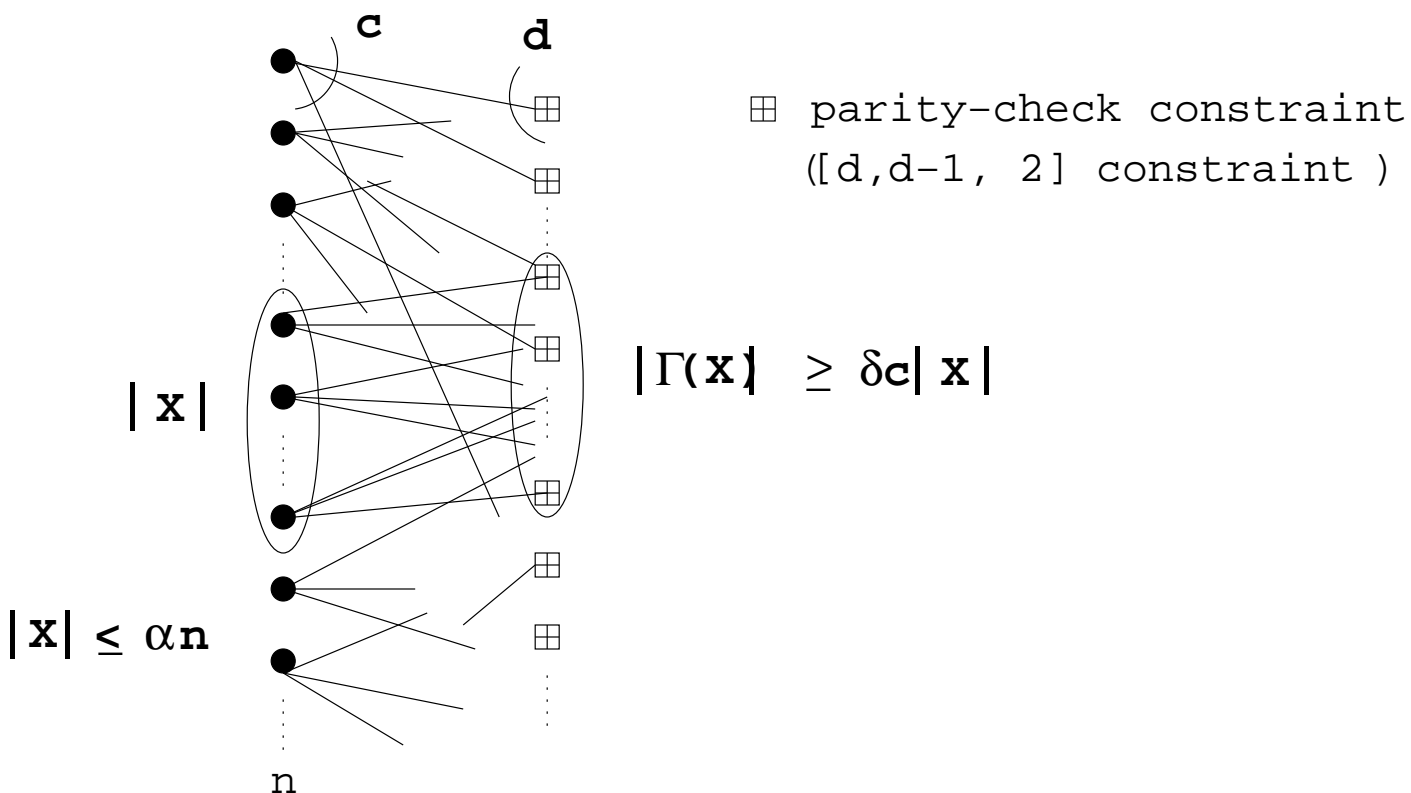 c
d
⊞ parity-check constraint
([d,d-1, 2] constraint )
|Γ(x)| ≥ δc| x |
| x |
|x| ≤ αn
n